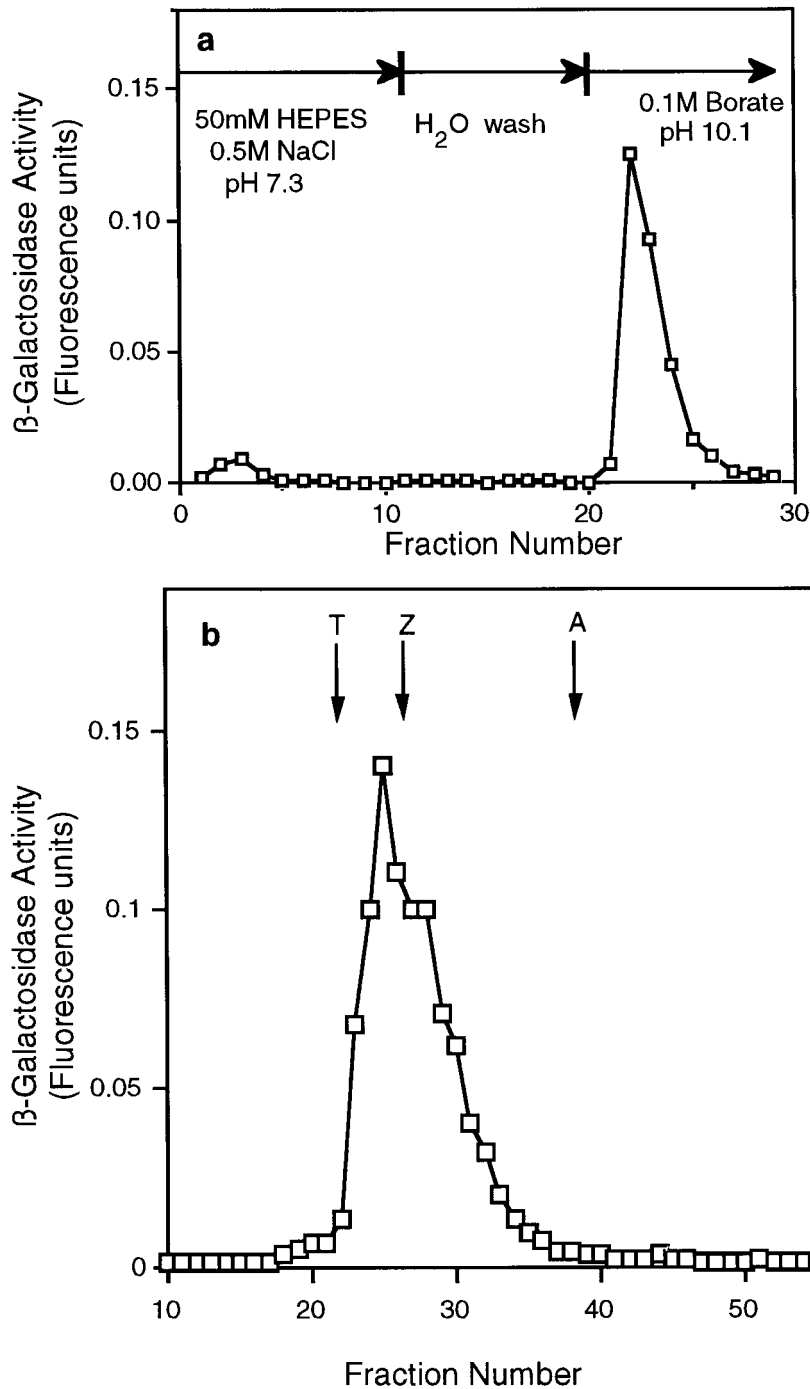 a
50mM HEPES
0.5M NaCl
pH 7.3
H2O wash
0.1M Borate
pH 10.1
0.15
0.10
0.05
0.00
ß-Galactosidase Activity
(Fluorescence units)
0
10
20
30
Fraction Number
b
T
Z
A
0.15
0.1
0.05
0
ß-Galactosidase Activity
(Fluorescence units)
10
20
30
40
50
Fraction Number